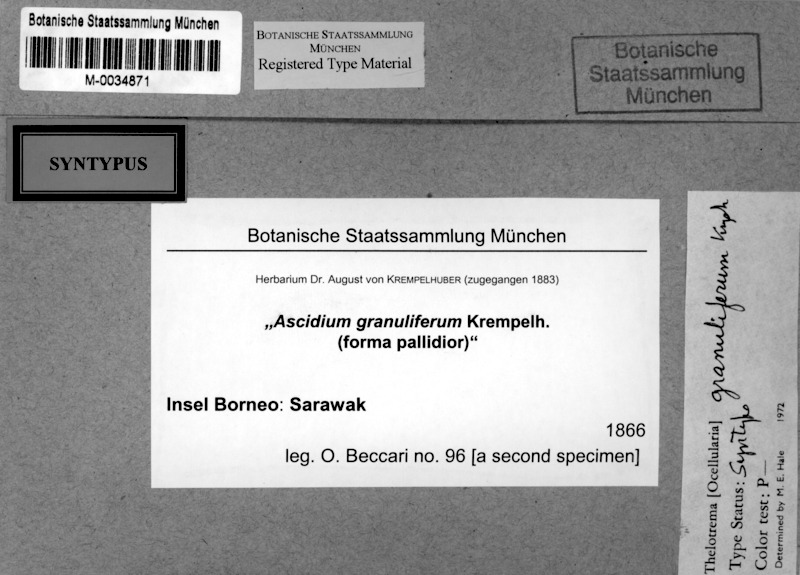 Botanische Staatssammlung München
M-0034871
BOTANISCHE STAATSSAMMLUNG
MÜNCHEN
Registered Type Material
Botanische
Staatssammlung
München
SYNTYPUS
Botanische Staatssammlung München
Herbarium Dr. August von KREMPELHUBER (zugegangen 1883)
„Ascidium granuliferum Krempelh.
(forma pallidior)“
Insel Borneo: Sarawak
1866
leg. O. Beccari no. 96 [a second specimen]
Thelotrema [Ocellularia] granuliferum Kmph
Type Status: Syntype
Color test: P—
Determined by M. E. Hale 1972